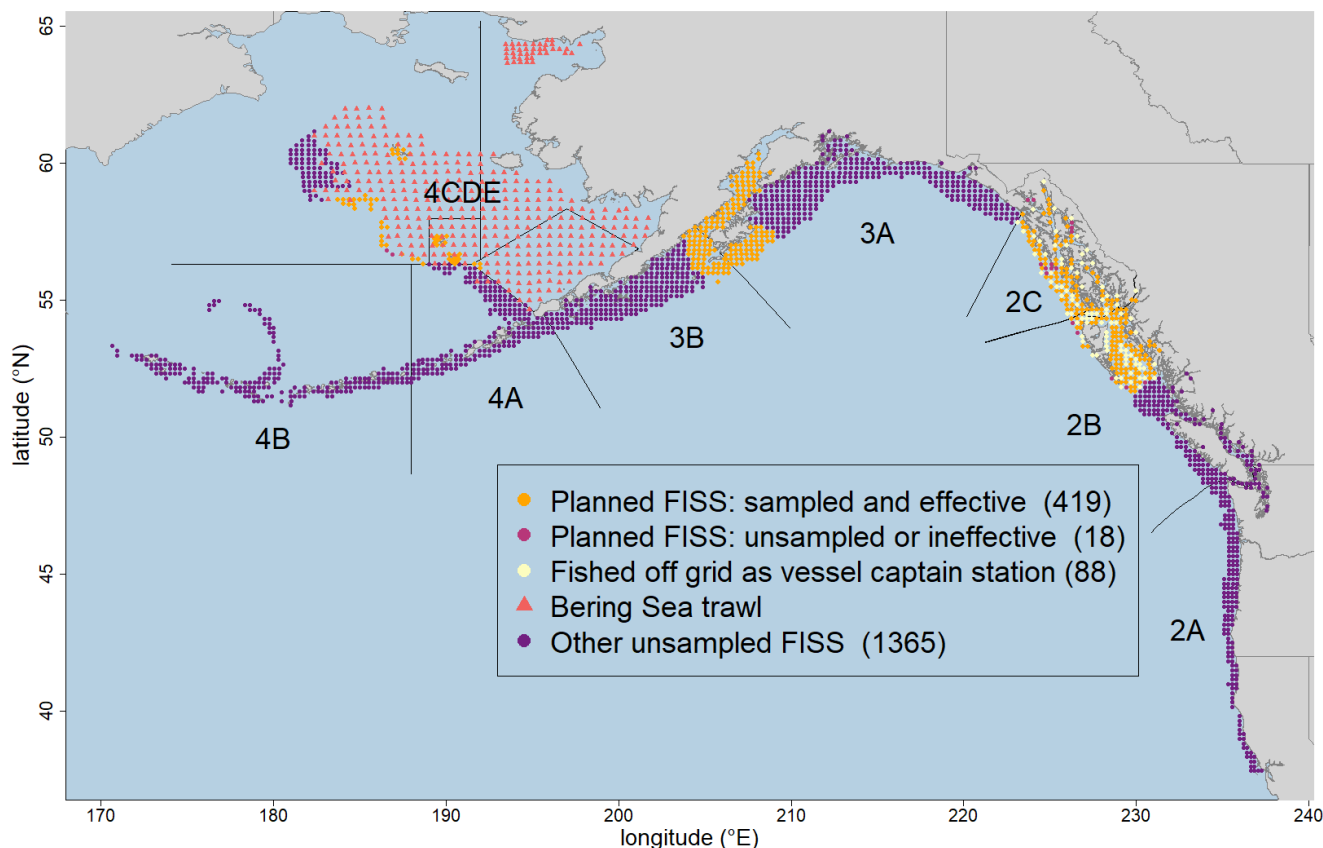 65
60
55
50
45
40
latitude (°N)
4CDE
3A
2C
3B
4A
2B
4B
2A
Planned FISS: sampled and effective (419)
Planned FISS: unsampled or ineffective (18)
Fished off grid as vessel captain station (88)
Bering Sea trawl
Other unsampled FISS (1365)
170 180 190 200 210 220 230 240
longitude (°E)